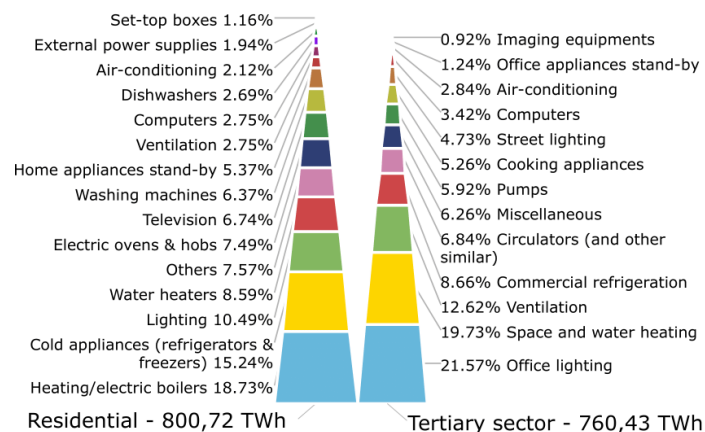 Set-top boxes 1.16%
External power supplies 1.94%
Air-conditioning 2.12%
Dishwashers 2.69%
Computers 2.75%
Ventilation 2.75%
Home appliances stand-by 5.37%
Washing machines 6.37%
Television 6.74%
Electric ovens & hobs 7.49%
Others 7.57%
Water heaters 8.59%
Lighting 10.49%
Cold appliances (refrigerators &
freezers) 15.24%
Heating/electric boilers 18.73%
Residential - 800,72 TWh
0.92% Imaging equipments
1.24% Office appliances stand-by
2.84% Air-conditioning
3.42% Computers
4.73% Street lighting
5.26% Cooking appliances
5.92% Pumps
6.26% Miscellaneous
6.84% Circulators (and other
similar)
8.66% Commercial refrigeration
12.62% Ventilation
19.73% Space and water heating
21.57% Office lighting
Tertiary sector - 760,43 TWh